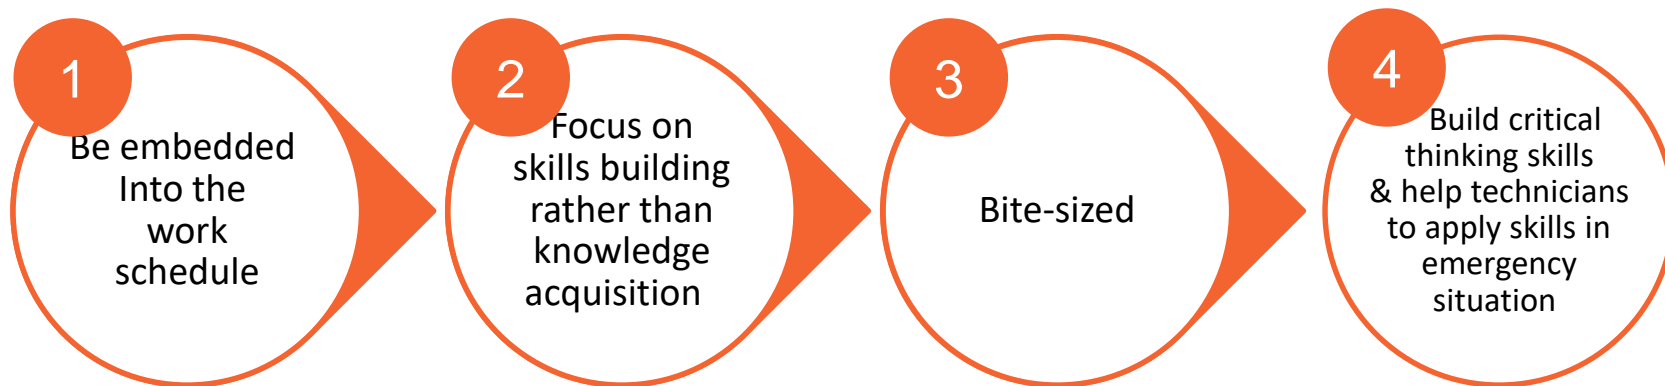 1
Be embedded
Into the
work
schedule
2
Focus on
skills building
rather than
knowledge
acquisition
3
Bite-sized
4
Build critical
thinking skills
& help technicians
to apply skills in
emergency
situation